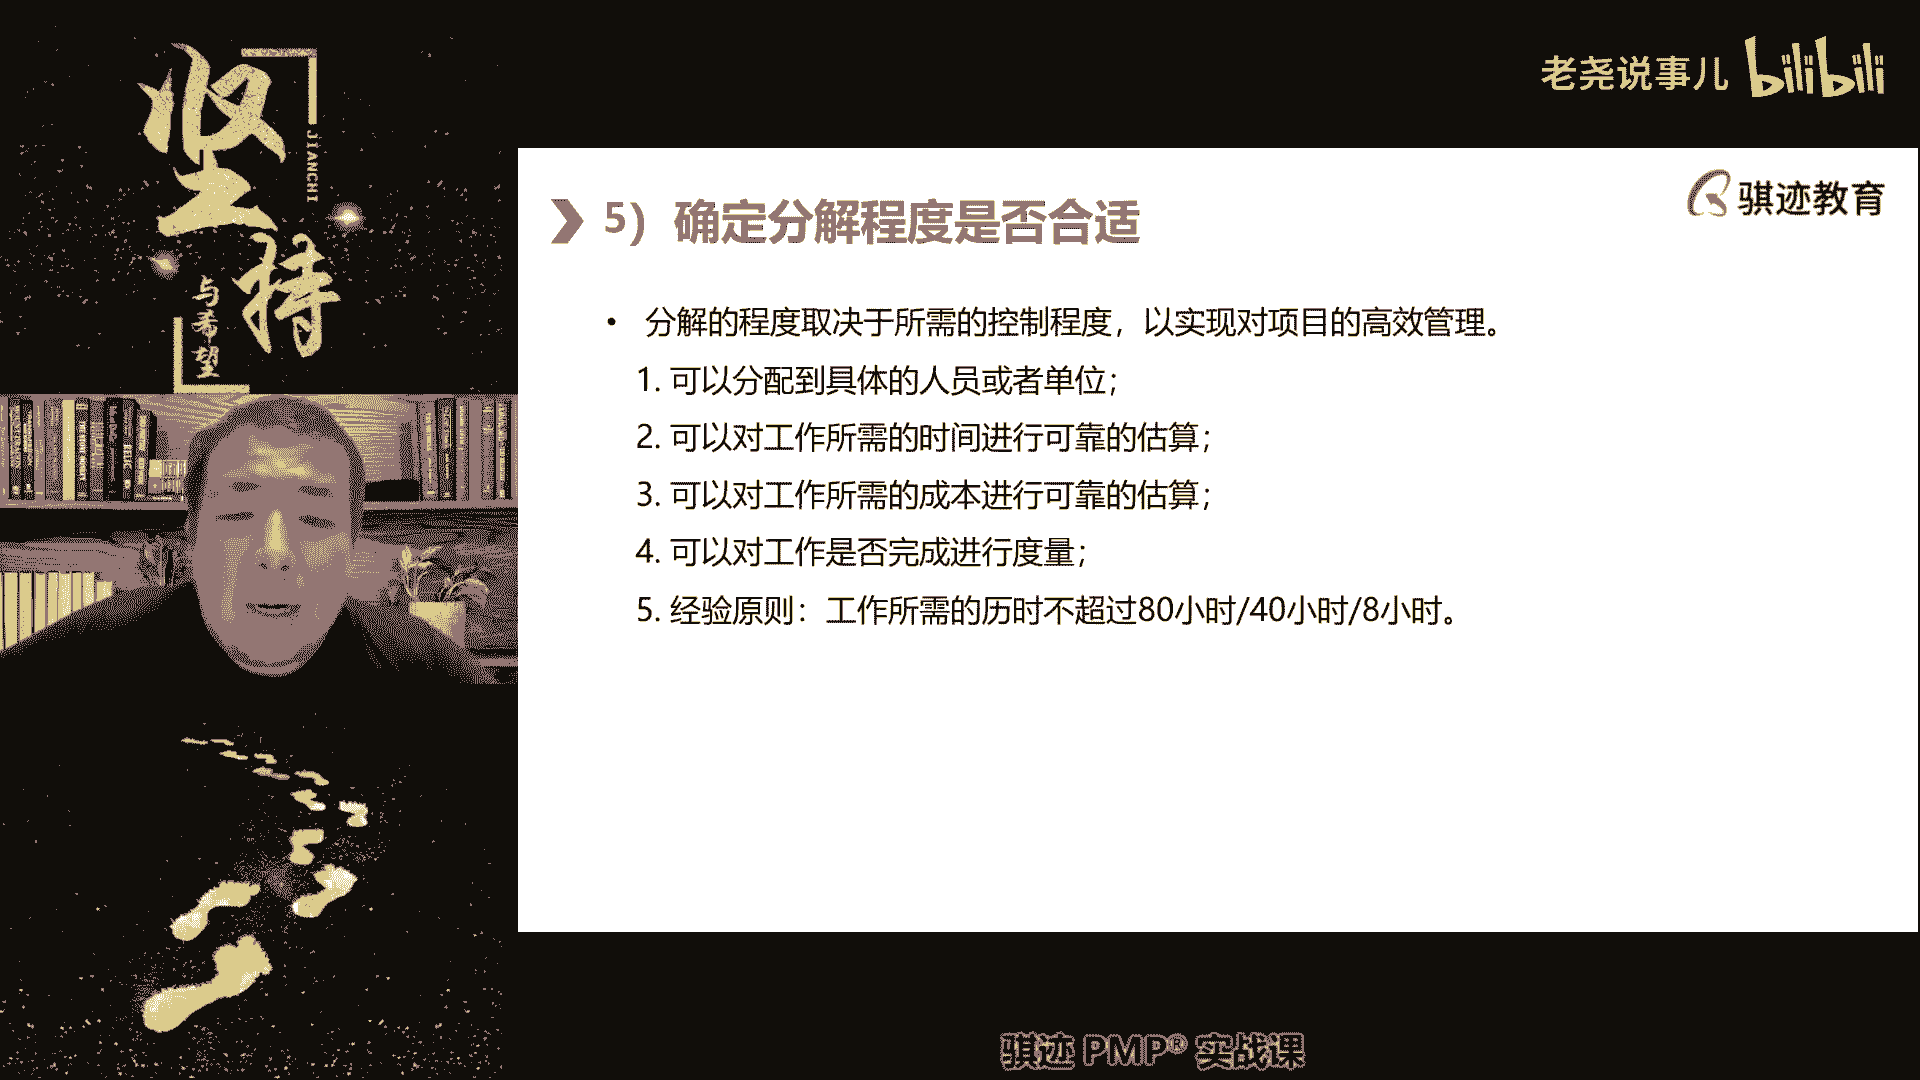 坚持
JIANCHI
与希望
老尧说事儿 bilibili
骐迹教育
5）确定分解程度是否合适
• 分解的程度取决于所需的控制程度，以实现对项目的高效管理。
1. 可以分配到具体的人员或者单位；
2. 可以对工作所需的时间进行可靠的估算；
3. 可以对工作所需的成本进行可靠的估算；
4. 可以对工作是否完成进行度量；
5. 经验原则：工作所需的历时不超过80小时/40小时/8小时。
骐迹 PMP® 实战课